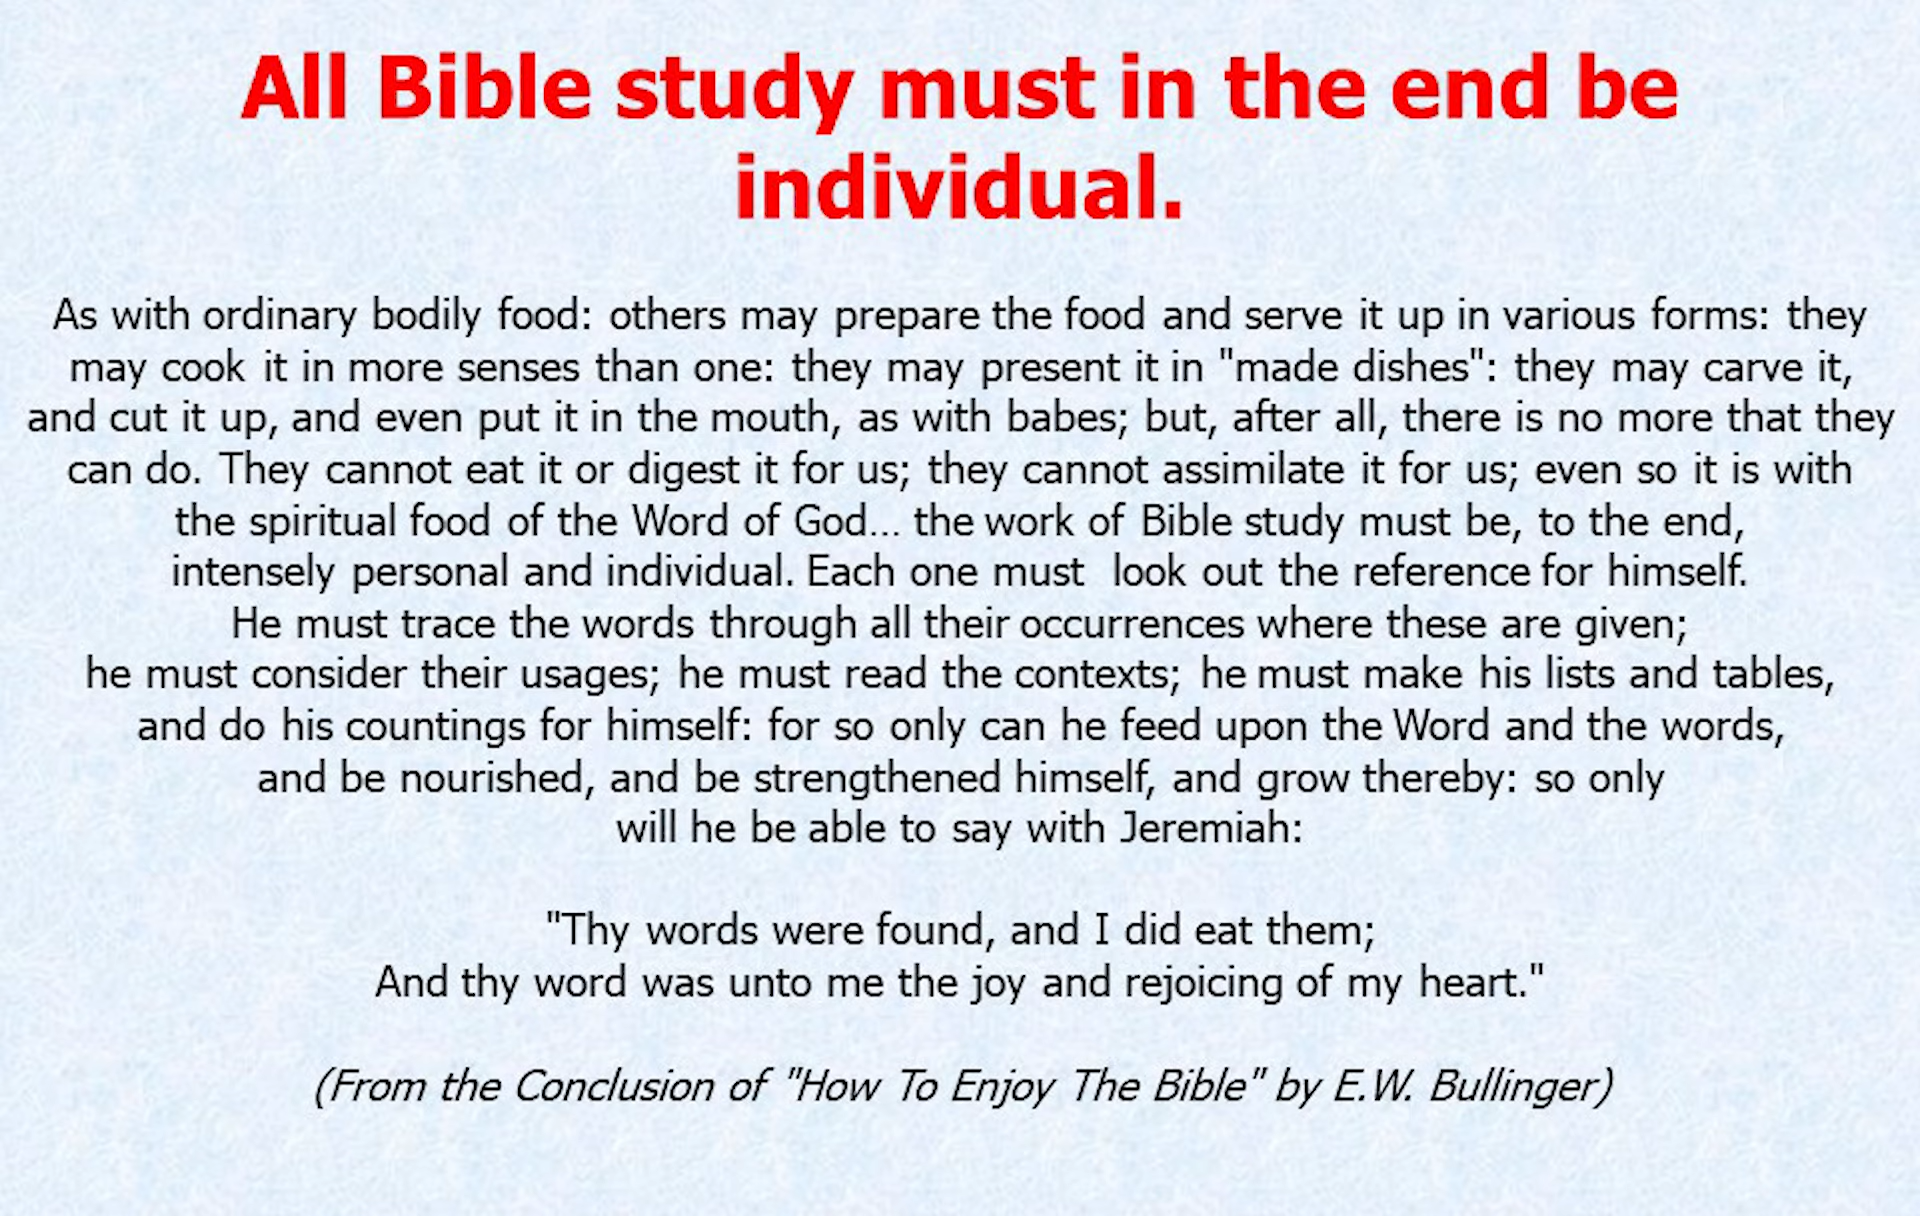 All Bible study must in the end be
individual.
As with ordinary bodily food: others may prepare the food and serve it up in various forms: they
may cook it in more senses than one: they may present it in "made dishes": they may carve it,
and cut it up, and even put it in the mouth, as with babes; but, after all, there is no more that they
can do. They cannot eat it or digest it for us; they cannot assimilate it for us; even so it is with
the spiritual food of the Word of God... the work of Bible study must be, to the end,
intensely personal and individual. Each one must  look out the reference for himself.
He must trace the words through all their occurrences where these are given;
he must consider their usages; he must read the contexts; he must make his lists and tables,
and do his countings for himself: for so only can he feed upon the Word and the words,
and be nourished, and be strengthened himself, and grow thereby: so only
will he be able to say with Jeremiah:
"Thy words were found, and I did eat them;
And thy word was unto me the joy and rejoicing of my heart."
(From the Conclusion of "How To Enjoy The Bible" by E.W. Bullinger)